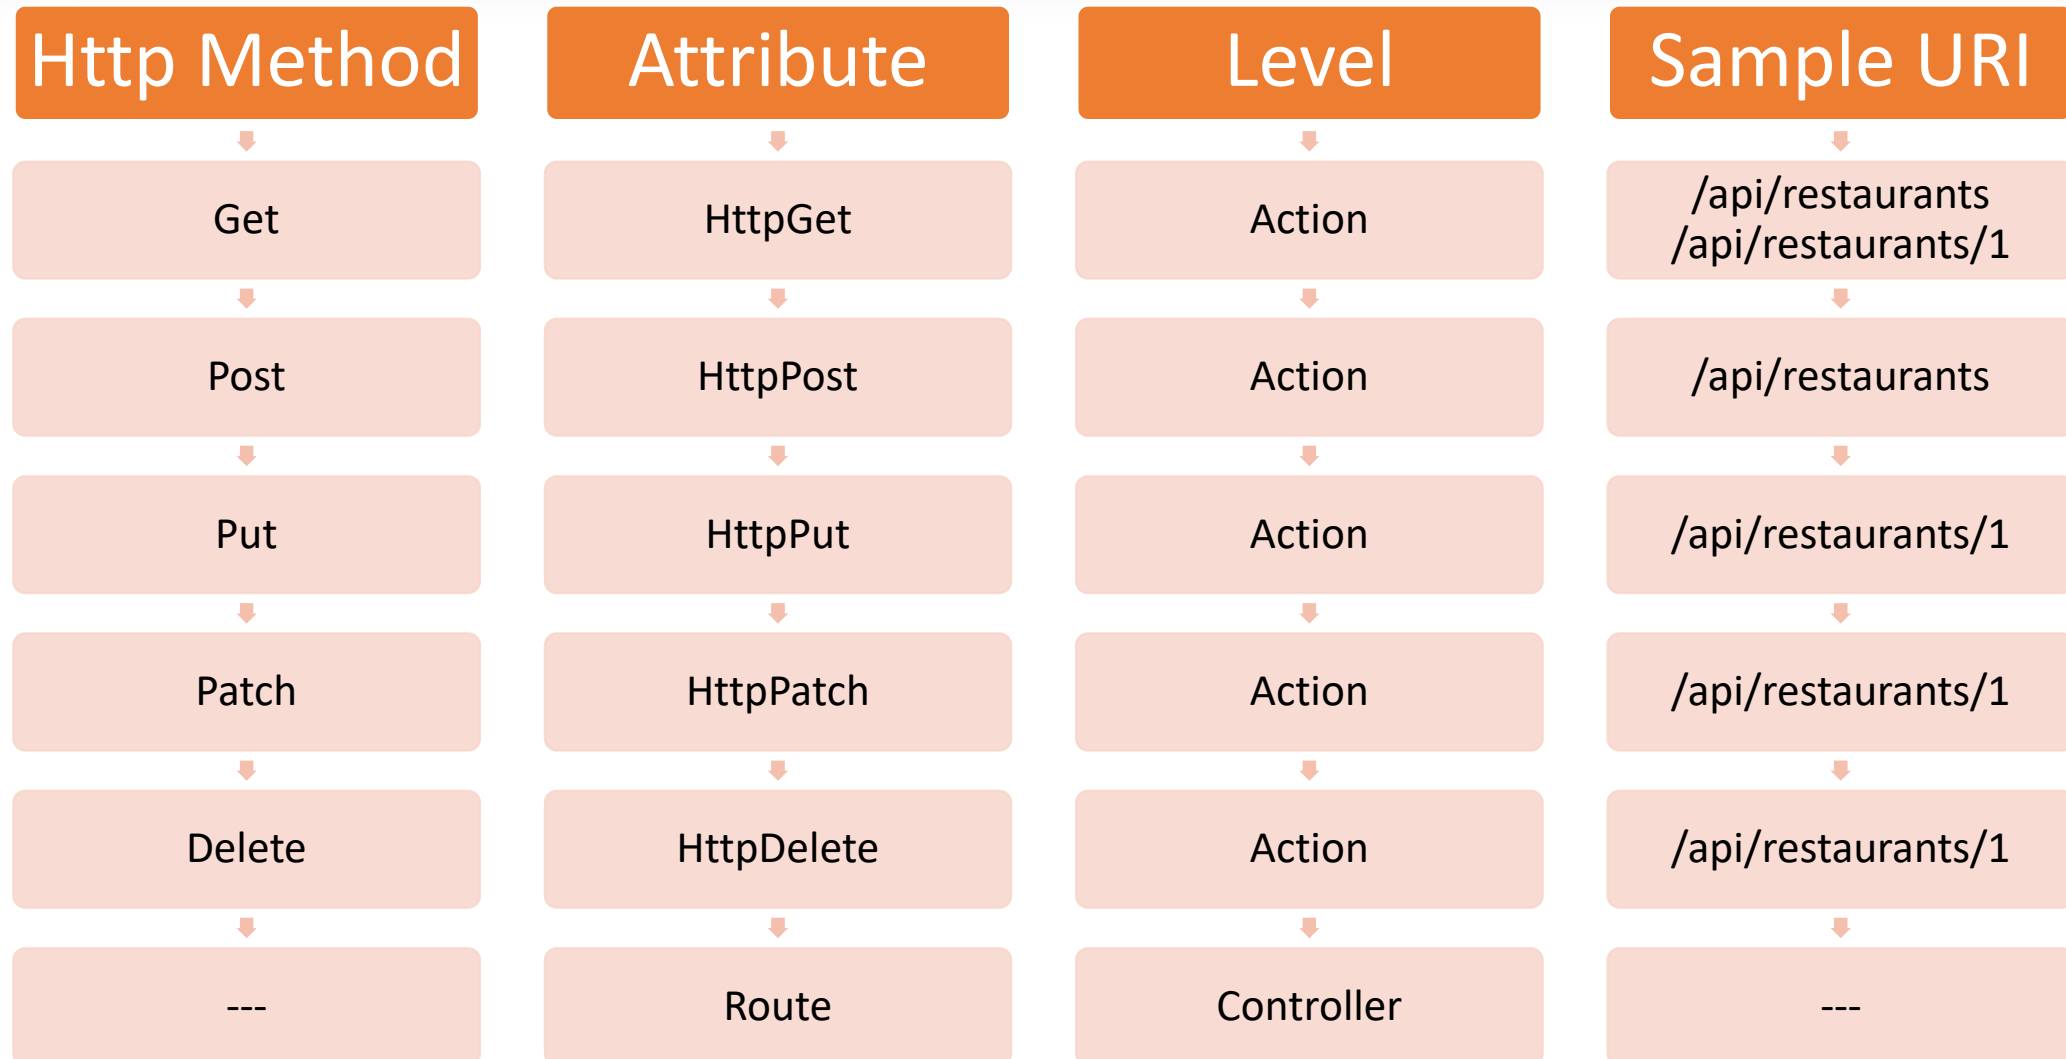 Http Method
Attribute
Level
Sample URI
Get
HttpGet
Action
/api/restaurants
/api/restaurants/1
Post
HttpPost
Action
/api/restaurants
Put
HttpPut
Action
/api/restaurants/1
Patch
HttpPatch
Action
/api/restaurants/1
Delete
HttpDelete
Action
/api/restaurants/1
---
Route
Controller
---